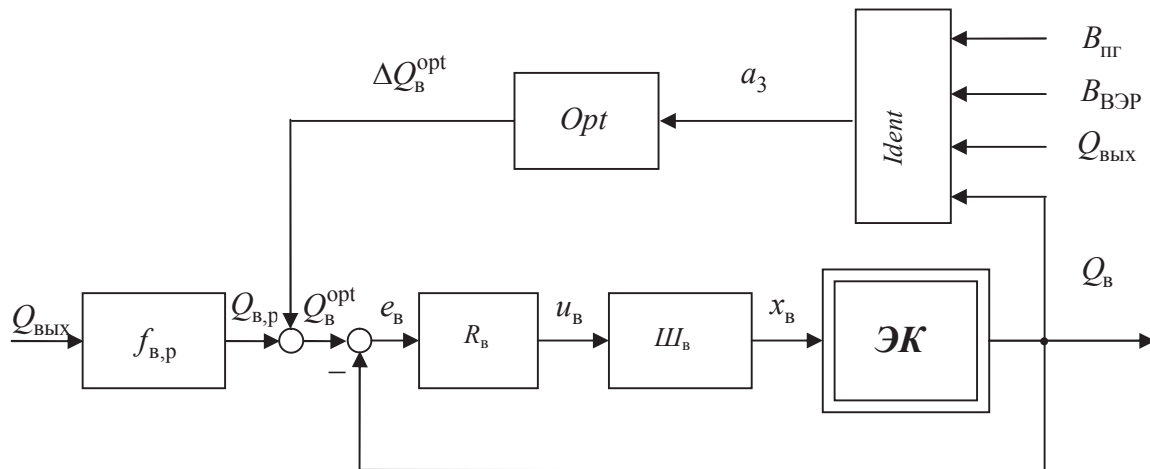 B_пг
ΔQ_в^opt
a_3
B_ВЭР
Opt
Ident
Q_вых
Q_в
Q_вых
Q_в,р
Q_в^opt
e_в
u_в
x_в
f_в,р
R_в
Ш_в
ЭК
−